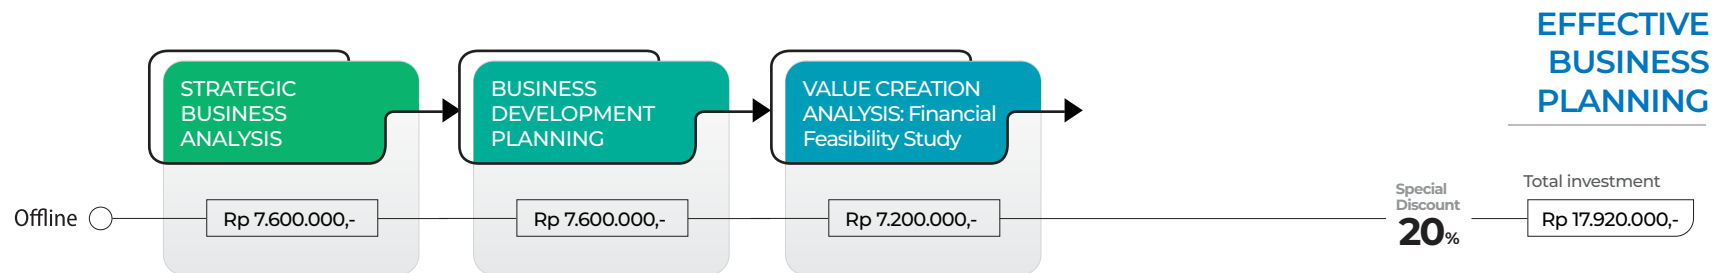 EFFECTIVE
BUSINESS
PLANNING
STRATEGIC
BUSINESS
ANALYSIS
BUSINESS
DEVELOPMENT
PLANNING
VALUE CREATION
ANALYSIS: Financial
Feasibility Study
Offline
Rp 7.600.000,-
Rp 7.600.000,-
Rp 7.200.000,-
Special
Discount
20%
Total investment
Rp 17.920.000,-